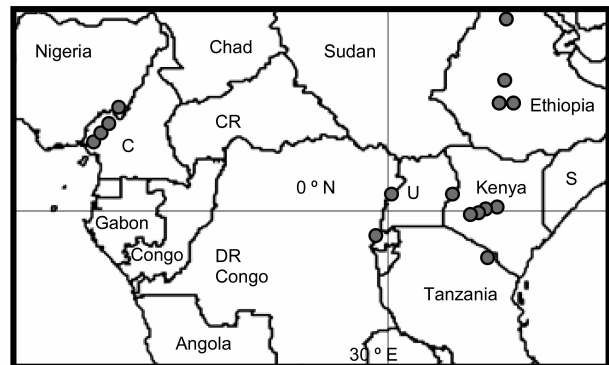 Nigeria
Chad
Sudan
Ethiopia
CR
C
0 º N
U
Kenya
S
Gabon
Congo
DR
Congo
Tanzania
Angola
30 º E